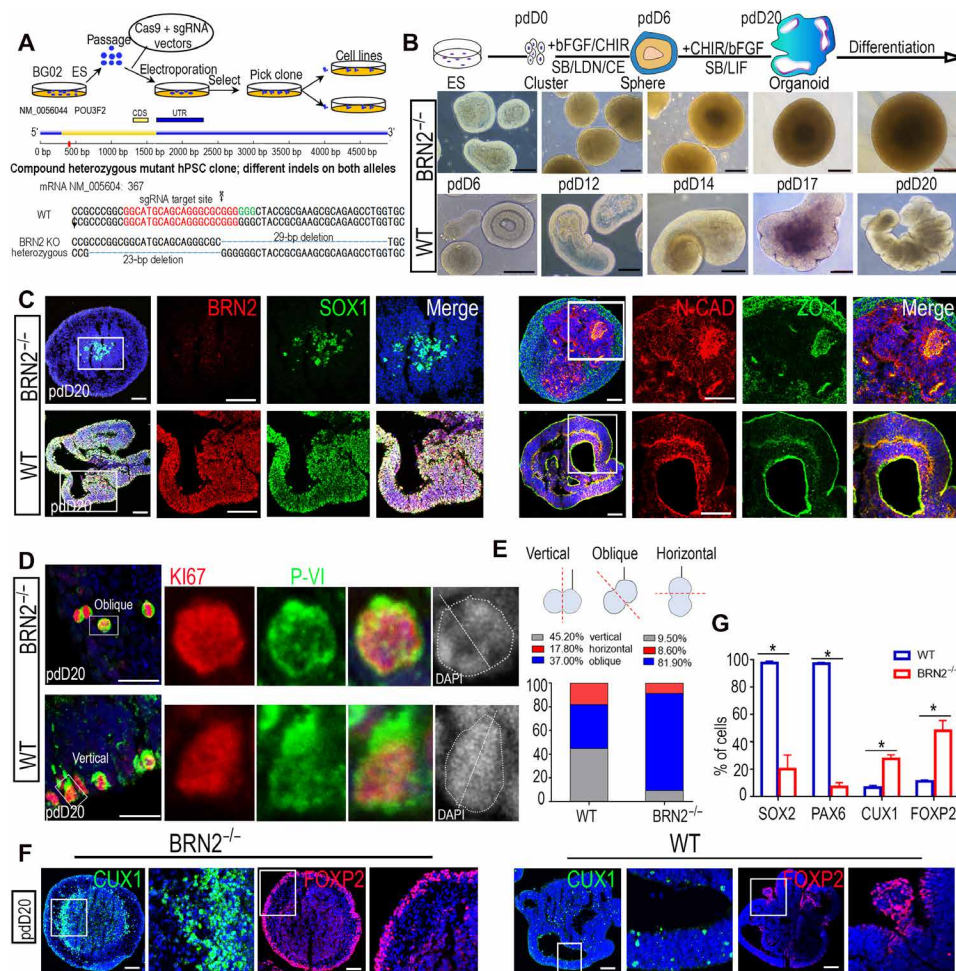 A
Cas9 + sgRNA
vectors
Passage
BG02 ES
Electroporation
Select
Pick clone
Cell lines
NM_0056044 POU3F2
CDS UTR
5' 3'
0 bp 400 bp 1000 bp 1500 bp 2000 bp 2500 bp 3000 bp 3500 bp 4000 bp 4500 bp
Compound heterozygous mutant hPSC clone; different indels on both alleles
mRNA NM_005604: 367
sgRNA target site
WT
CCGCCCGGCGGCATGCAGCAGGGCGCGGGGGGCTACCGCGAAGCGCAGAGCCTGGTGC
CCGCCCGGCGGCATGCAGCAGGGCGCGGGGGGCTACCGCGAAGCGCAGAGCCTGGTGC
BRN2 KO
heterozygous
CCGCCCGGCGGCATGCAGCAGGGCGC 29-bp deletion TGC
CCG 23-bp deletion GGGGGGCTACCGCGAAGCGCAGAGCCTGGTGC
B
pdD0 pdD6 pdD20
+bFGF/CHIR
SB/LDN/CE
+CHIR/bFGF
SB/LIF
Differentiation
ES Cluster Sphere Organoid
BRN2−/−
pdD6 pdD12 pdD14 pdD17 pdD20
WT
C
BRN2 SOX1 Merge N-CAD ZO-1 Merge
BRN2−/−
pdD20
WT
pdD20
D
KI67 P-VI
BRN2−/−
Oblique
pdD20
DAPI
WT
Vertical
pdD20
DAPI
E
Vertical Oblique Horizontal
45.20% vertical 9.50%
17.80% horizontal 8.60%
37.00% oblique 81.90%
100
80
60
40
20
0
WT BRN2−/−
G
WT
BRN2−/−
% of cells
100
80
60
40
20
0
* * * *
SOX2 PAX6 CUX1 FOXP2
F
BRN2−/− WT
pdD20
CUX1 FOXP2 CUX1 FOXP2